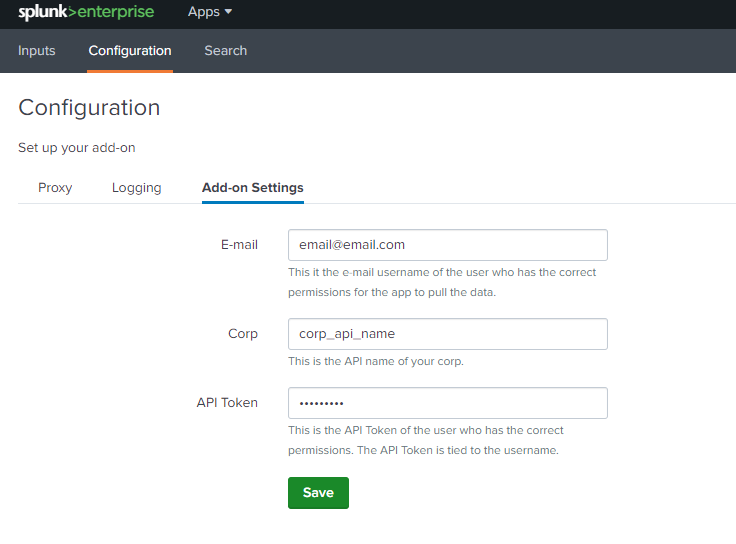 splunk>enterprise Apps
Inputs Configuration Search
Configuration
Set up your add-on
Proxy Logging Add-on Settings
E-mail email@email.com
This it the e-mail username of the user who has the correct
permissions for the app to pull the data.
Corp corp_api_name
This is the API name of your corp.
API Token •••••••••
This is the API Token of the user who has the correct
permissions. The API Token is tied to the username.
Save